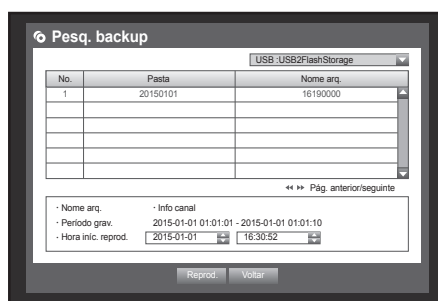 Pesq. backup
USB :USB2FlashStorage
No. Pasta Nome arq.
1 20150101 16190000
Pág. anterior/seguinte
· Nome arq. · Info canal
· Período grav. 2015-01-01 01:01:01 - 2015-01-01 01:01:10
· Hora iníc. reprod. 2015-01-01 16:30:52
Reprod. Voltar